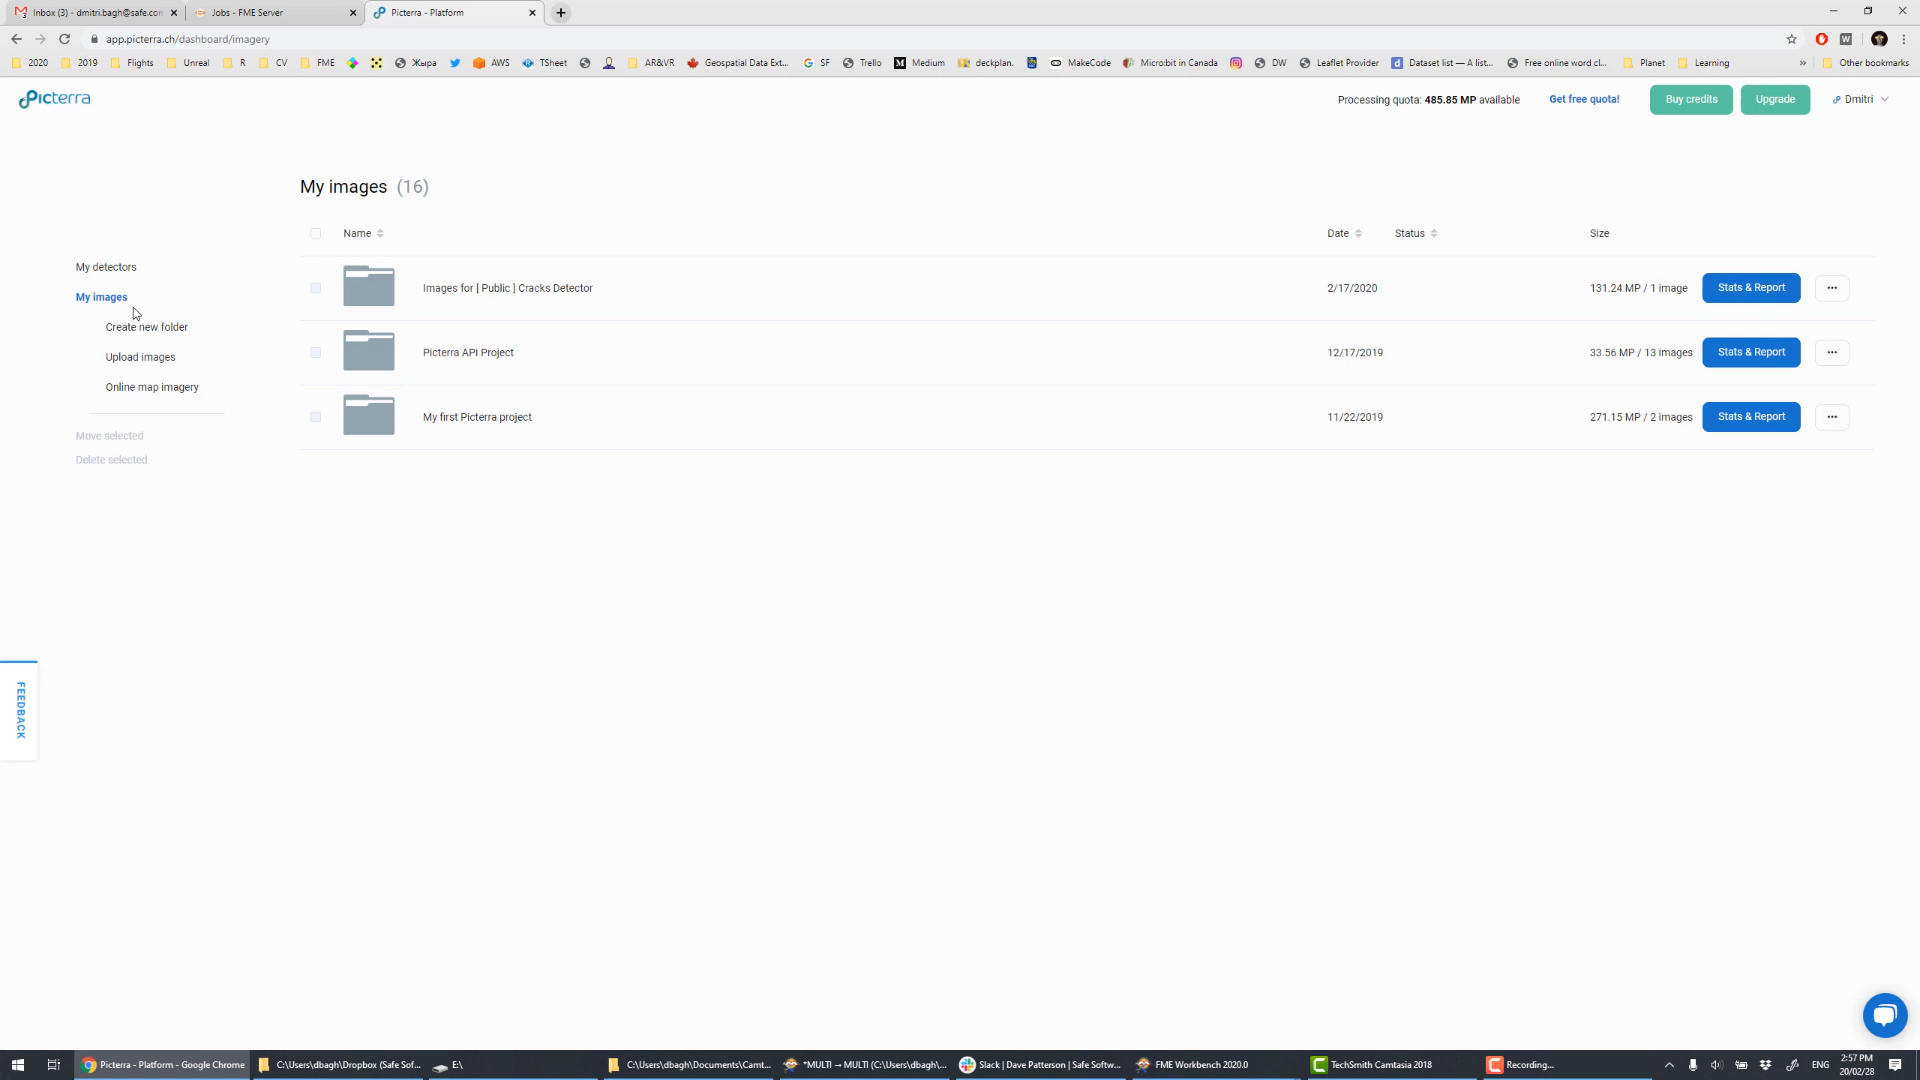 Inbox (3) - dmitri.bagh@safe.com
Jobs - FME Server
Picterra - Platform
app.picterra.ch/dashboard/imagery
2020
2019
Flights
Unreal
R
CV
FME
Жыра
AWS
TSheet
AR&VR
Geospatial Data Ext...
SF
Trello
Medium
deckplan.
MakeCode
Micro:bit in Canada
DW
Leaflet Provider
Dataset list — A list...
Free online word cl...
Planet
Learning
»
Other bookmarks
Picterra
Processing quota: 485.85 MP available
Get free quota!
Buy credits
Upgrade
Dmitri
My images (16)
Name
Date
Status
Size
My detectors
My images
Create new folder
Upload images
Online map imagery
Move selected
Delete selected
Images for [ Public ] Cracks Detector
2/17/2020
131.24 MP / 1 image
Stats & Report
Picterra API Project
12/17/2019
33.56 MP / 13 images
Stats & Report
My first Picterra project
11/22/2019
271.15 MP / 2 images
Stats & Report
FEEDBACK
Picterra - Platform - Google Chrome
C:\Users\dbagh\Dropbox (Safe Sof...
E:\
C:\Users\dbagh\Documents\Camt...
*MULTI → MULTI (C:\Users\dbagh\...
Slack | Dave Patterson | Safe Softw...
FME Workbench 2020.0
TechSmith Camtasia 2018
Recording...
ENG
2:57 PM
20/02/28